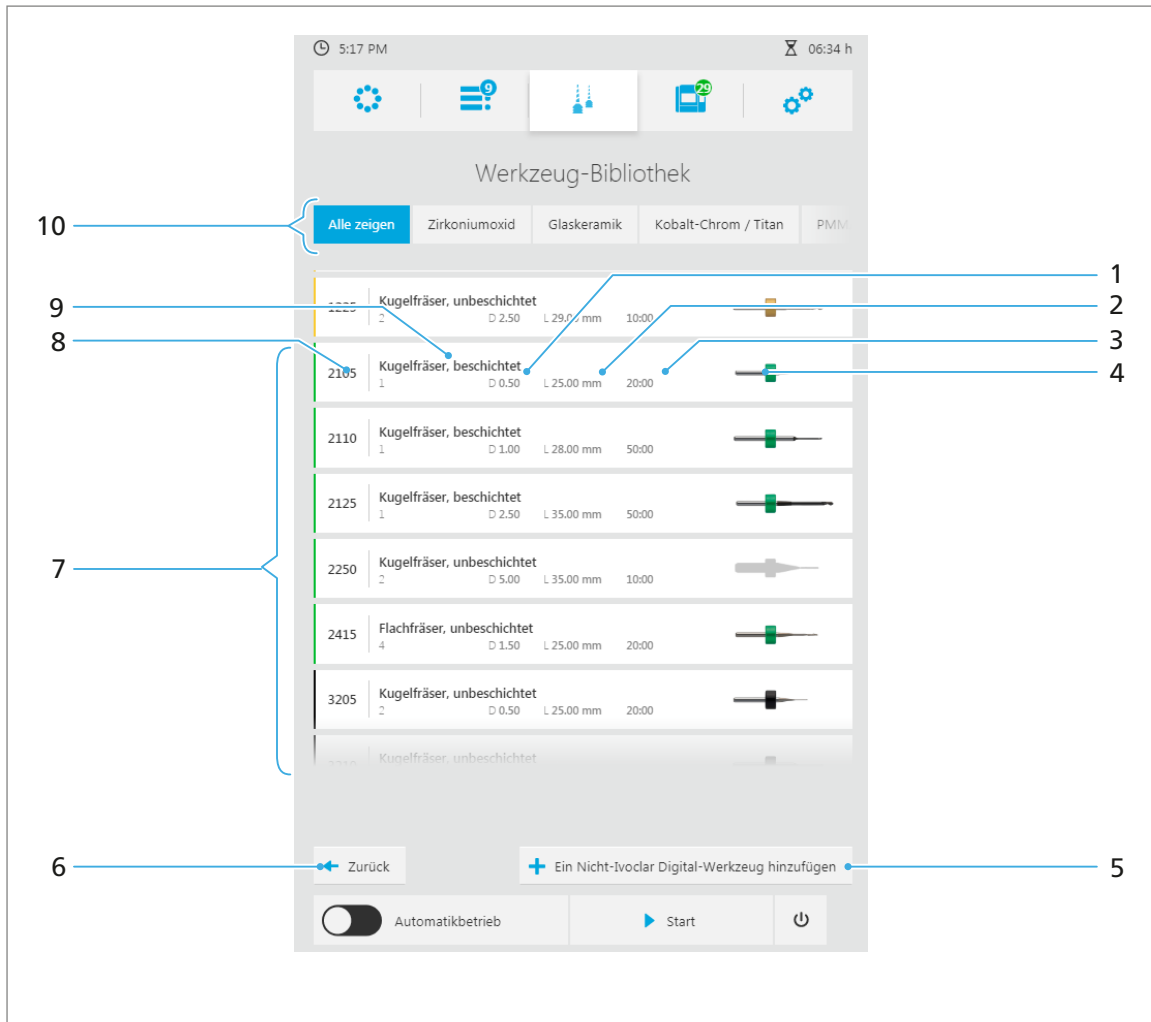 5:17 PM 06:34 h
9 29
Werkzeug-Bibliothek
10
Alle zeigen Zirkoniumoxid Glaskeramik Kobalt-Chrom / Titan PMM
1
Kugelfräser, unbeschichtet
1225 2 D 2.50 L 29.00 mm 10:00
9 2
8 3
Kugelfräser, beschichtet
2105 1 D 0.50 L 25.00 mm 20:00
4
Kugelfräser, beschichtet
2110 1 D 1.00 L 28.00 mm 50:00
Kugelfräser, beschichtet
2125 1 D 2.50 L 35.00 mm 50:00
7
Kugelfräser, unbeschichtet
2250 2 D 5.00 L 35.00 mm 10:00
Flachfräser, unbeschichtet
2415 4 D 1.50 L 25.00 mm 20:00
Kugelfräser, unbeschichtet
3205 2 D 0.50 L 25.00 mm 20:00
Kugelfräser, unbeschichtet
6 Zurück Ein Nicht-Ivoclar Digital-Werkzeug hinzufügen 5
Automatikbetrieb Start